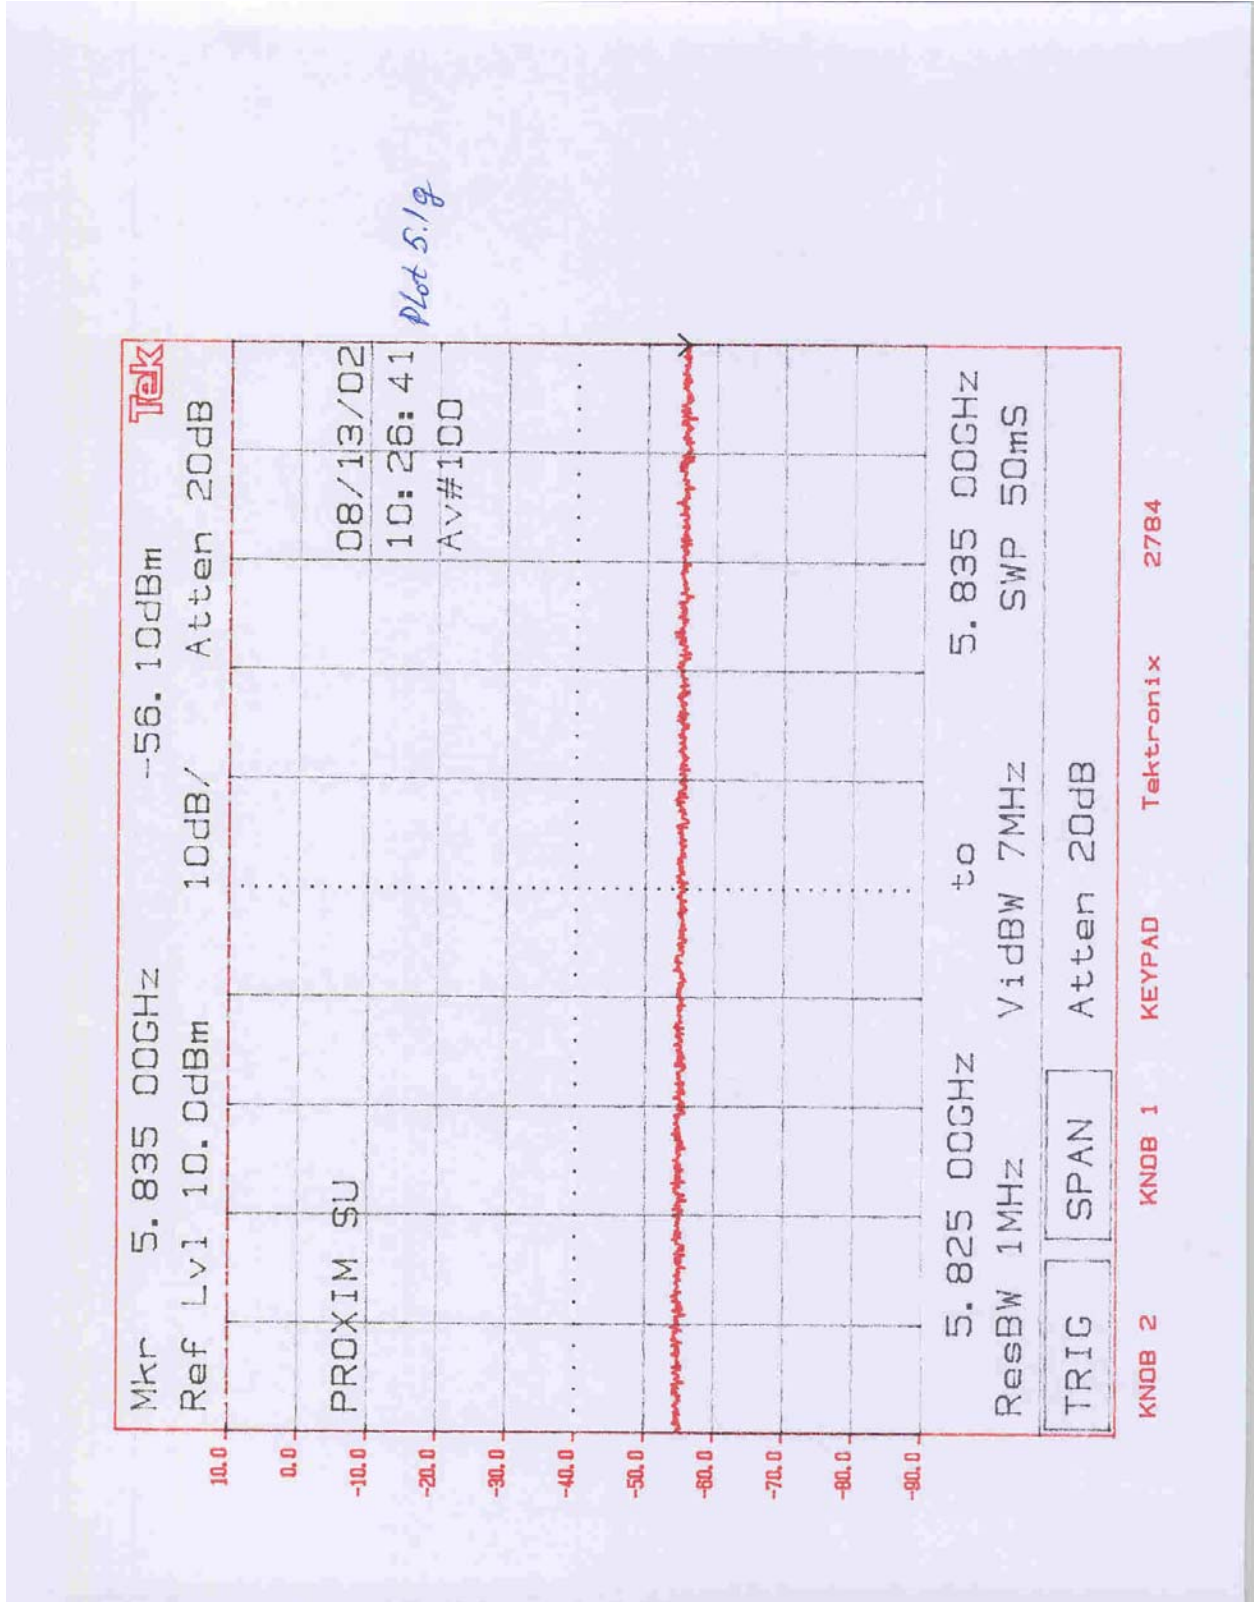 Mkr 5.835 00GHz -56.10dBm Tek
Ref Lvl 10.0dBm 10dB/ Atten 20dB
10.0
0.0
PROXIM SU 08/13/02
-10.0
10:26:41
Plot 5.1g
-20.0
Av#100
-30.0
-40.0
-50.0
-60.0
-70.0
-80.0
-90.0
5.825 00GHz to 5.835 00GHz
ResBW 1MHz VidBW 7MHz SWP 50mS
TRIG SPAN Atten 20dB
KNOB 2 KNOB 1 KEYPAD Tektronix 2784